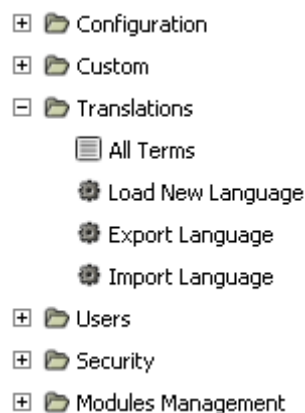 Configuration
Custom
Translations
All Terms
Load New Language
Export Language
Import Language
Users
Security
Modules Management